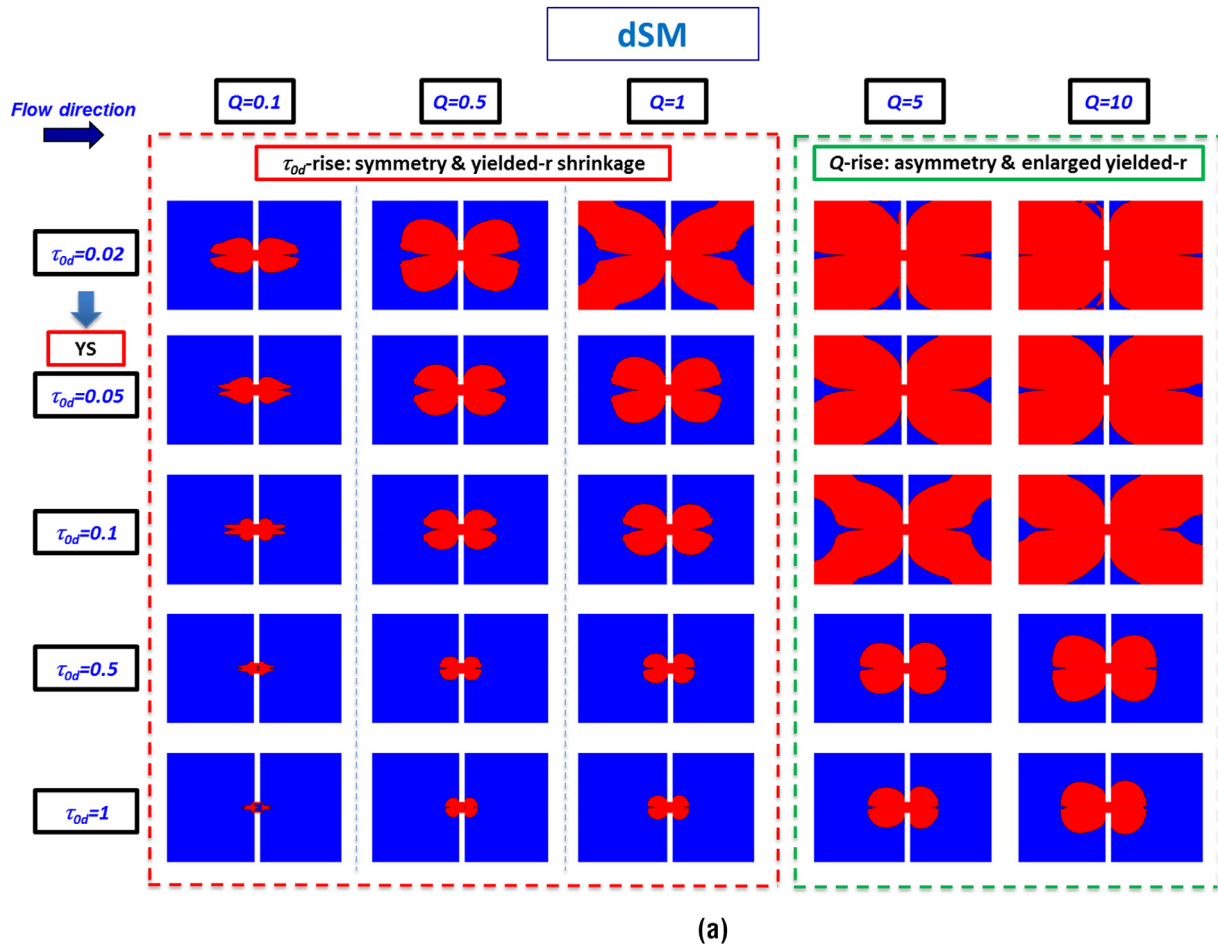 dSM
Q=0.1
Q=0.5
Q=1
Q=5
Q=10
Flow direction
τ0d-rise: symmetry & yielded-r shrinkage
Q-rise: asymmetry & enlarged yielded-r
τ0d=0.02
YS
τ0d=0.05
τ0d=0.1
τ0d=0.5
τ0d=1
(a)